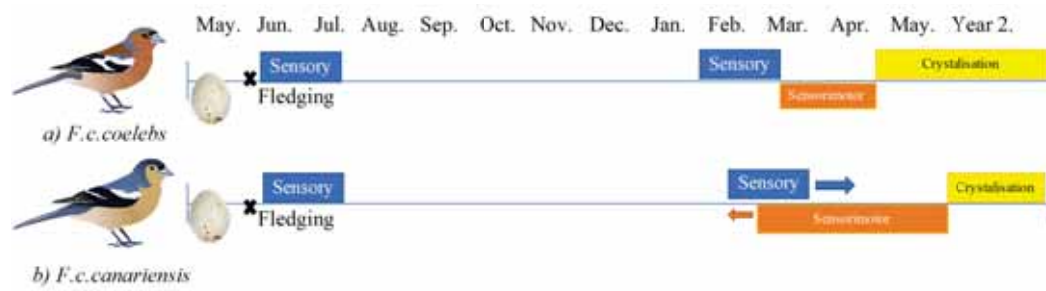 May. Jun. Jul. Aug. Sep. Oct. Nov. Dec. Jan. Feb. Mar. Apr. May. Year 2.
Sensory Sensory Crystalisation
Fledging Sensorimotor
a) F.c.coelebs
Sensory Sensory Crystalisation
Fledging Sensorimotor
b) F.c.canariensis